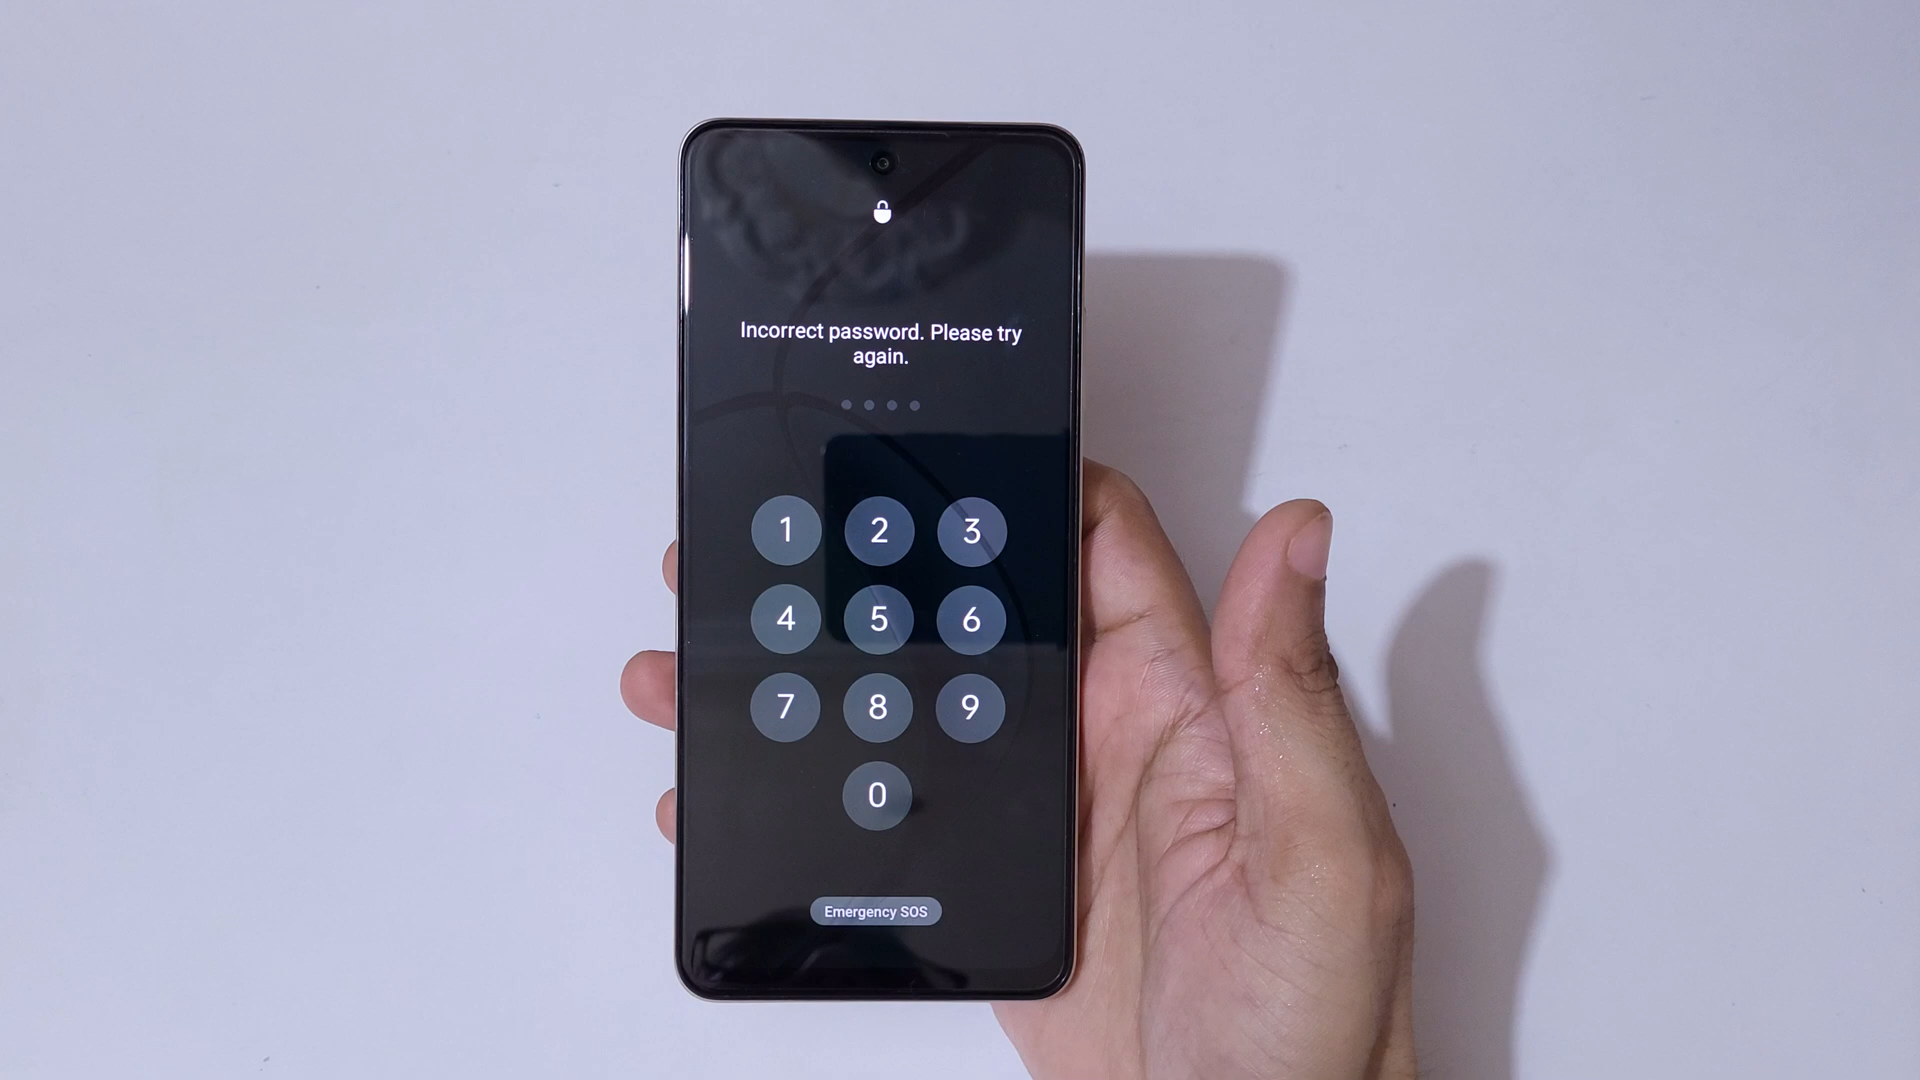 Incorrect password. Please try
again.
1 2 3
4 5 6
7 8 9
0
Emergency SOS